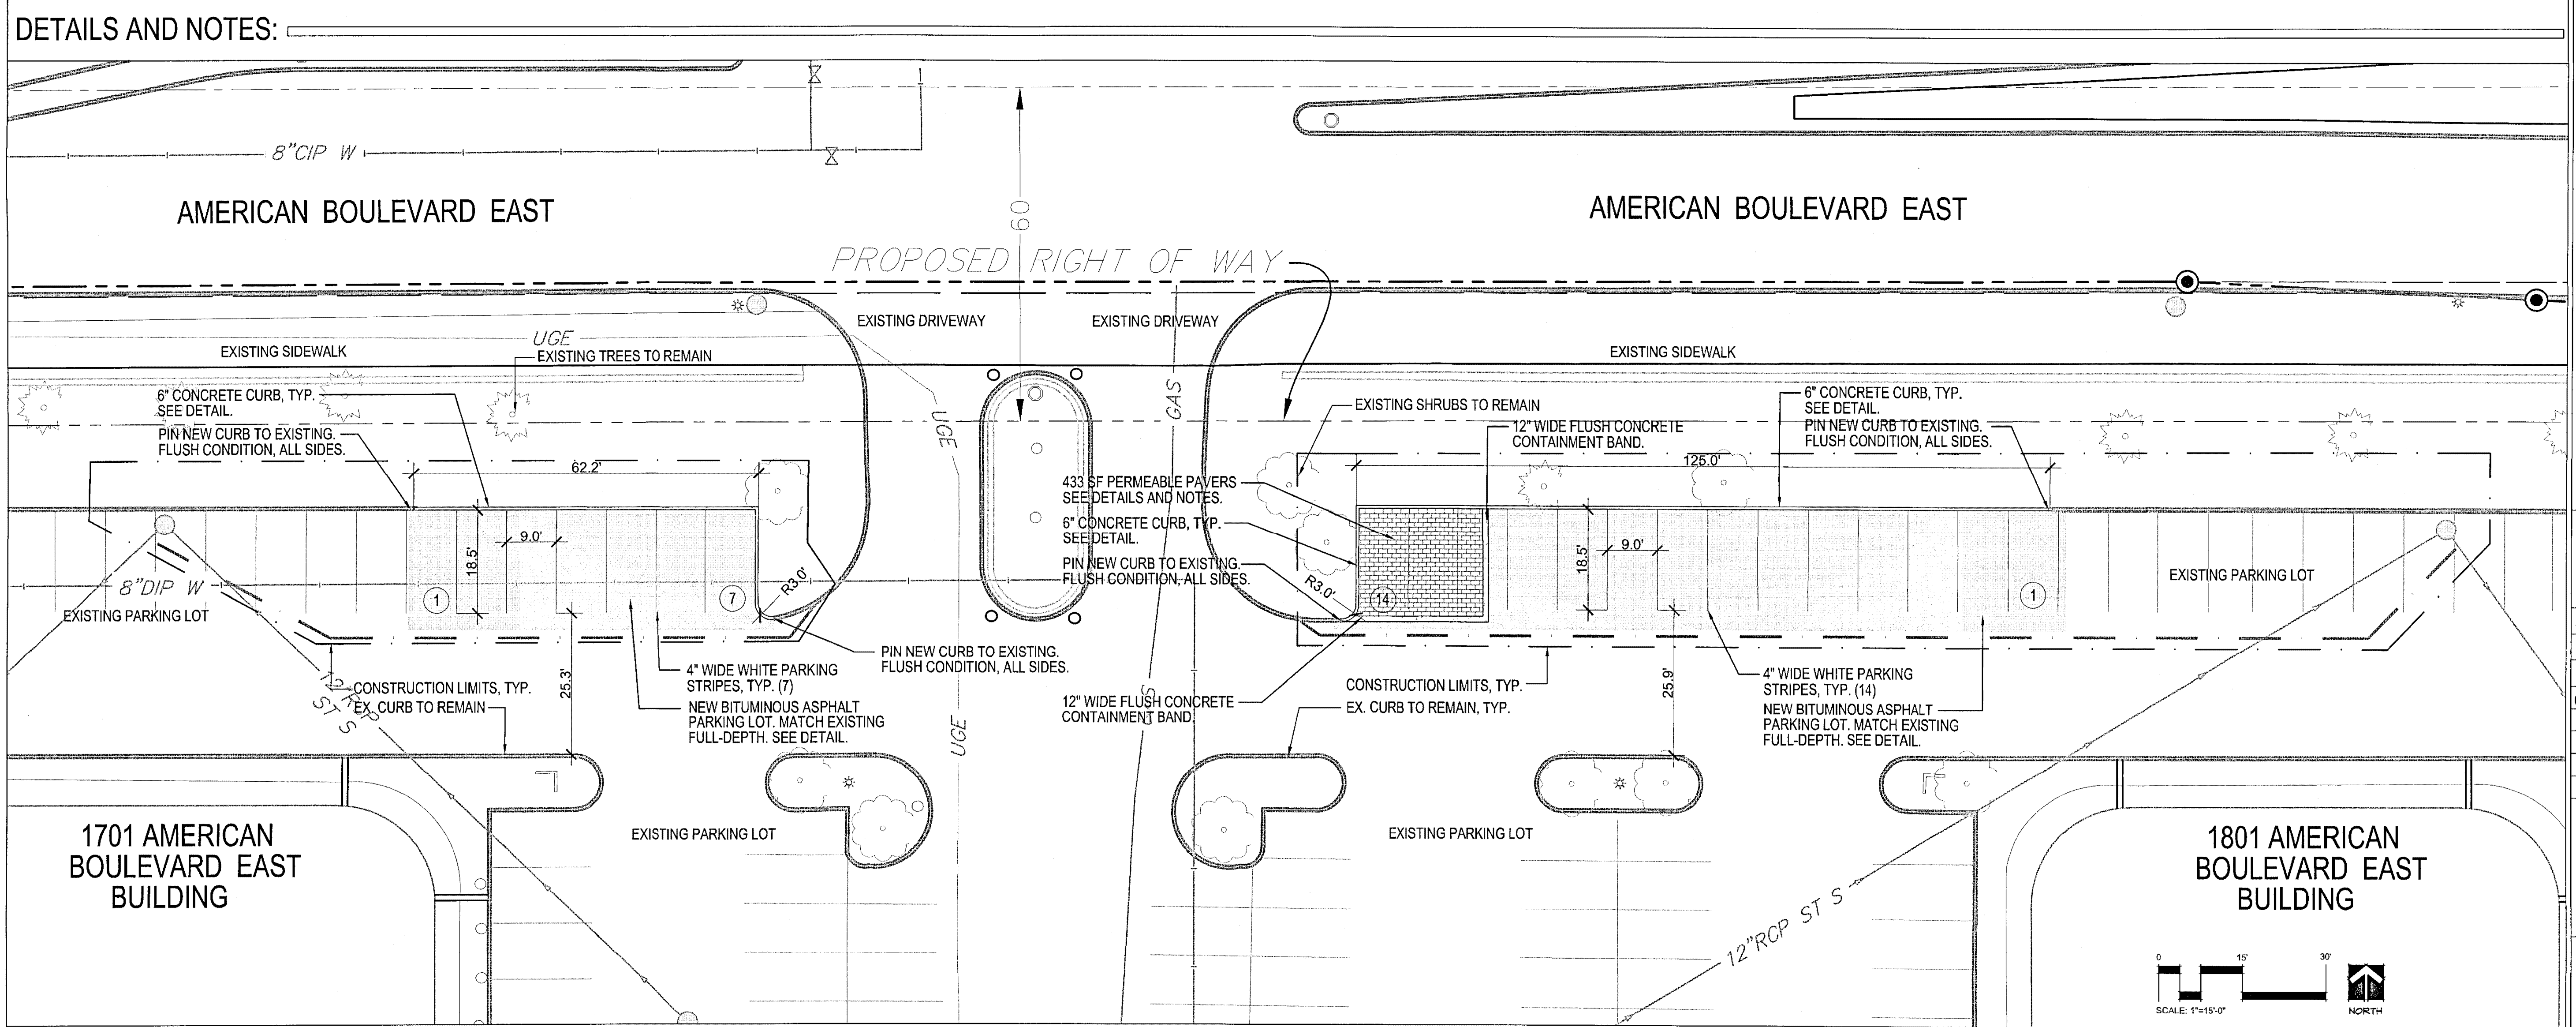 DETAILS AND NOTES:
8"CIP W
AMERICAN BOULEVARD EAST
AMERICAN BOULEVARD EAST
60
PROPOSED RIGHT OF WAY
EXISTING DRIVEWAY
EXISTING DRIVEWAY
UGE
EXISTING SIDEWALK
EXISTING TREES TO REMAIN
EXISTING SIDEWALK
6" CONCRETE CURB, TYP.
SEE DETAIL.
PIN NEW CURB TO EXISTING.
FLUSH CONDITION, ALL SIDES.
UGE
GAS
EXISTING SHRUBS TO REMAIN
12" WIDE FLUSH CONCRETE
CONTAINMENT BAND.
6" CONCRETE CURB, TYP.
SEE DETAIL.
PIN NEW CURB TO EXISTING.
FLUSH CONDITION, ALL SIDES.
62.2'
125.0'
433 SF PERMEABLE PAVERS
SEE DETAILS AND NOTES.
6" CONCRETE CURB, TYP.
SEE DETAIL.
PIN NEW CURB TO EXISTING.
FLUSH CONDITION, ALL SIDES.
18.5'
9.0'
R3.0'
1
7
R3.0'
14
18.5'
9.0'
1
8"DIP W
EXISTING PARKING LOT
EXISTING PARKING LOT
PIN NEW CURB TO EXISTING.
FLUSH CONDITION, ALL SIDES.
25.3'
4" WIDE WHITE PARKING
STRIPES, TYP. (7)
NEW BITUMINOUS ASPHALT
PARKING LOT. MATCH EXISTING
FULL-DEPTH. SEE DETAIL.
CONSTRUCTION LIMITS, TYP.
EX. CURB TO REMAIN
12"RCP
ST S
12" WIDE FLUSH CONCRETE
CONTAINMENT BAND.
CONSTRUCTION LIMITS, TYP.
EX. CURB TO REMAIN, TYP.
25.9'
4" WIDE WHITE PARKING
STRIPES, TYP. (14)
NEW BITUMINOUS ASPHALT
PARKING LOT. MATCH EXISTING
FULL-DEPTH. SEE DETAIL.
UGE
S
S
1701 AMERICAN
BOULEVARD EAST
BUILDING
EXISTING PARKING LOT
EXISTING PARKING LOT
12"RCP ST S
1801 AMERICAN
BOULEVARD EAST
BUILDING
0 15' 30'
SCALE: 1"=15'-0"
NORTH